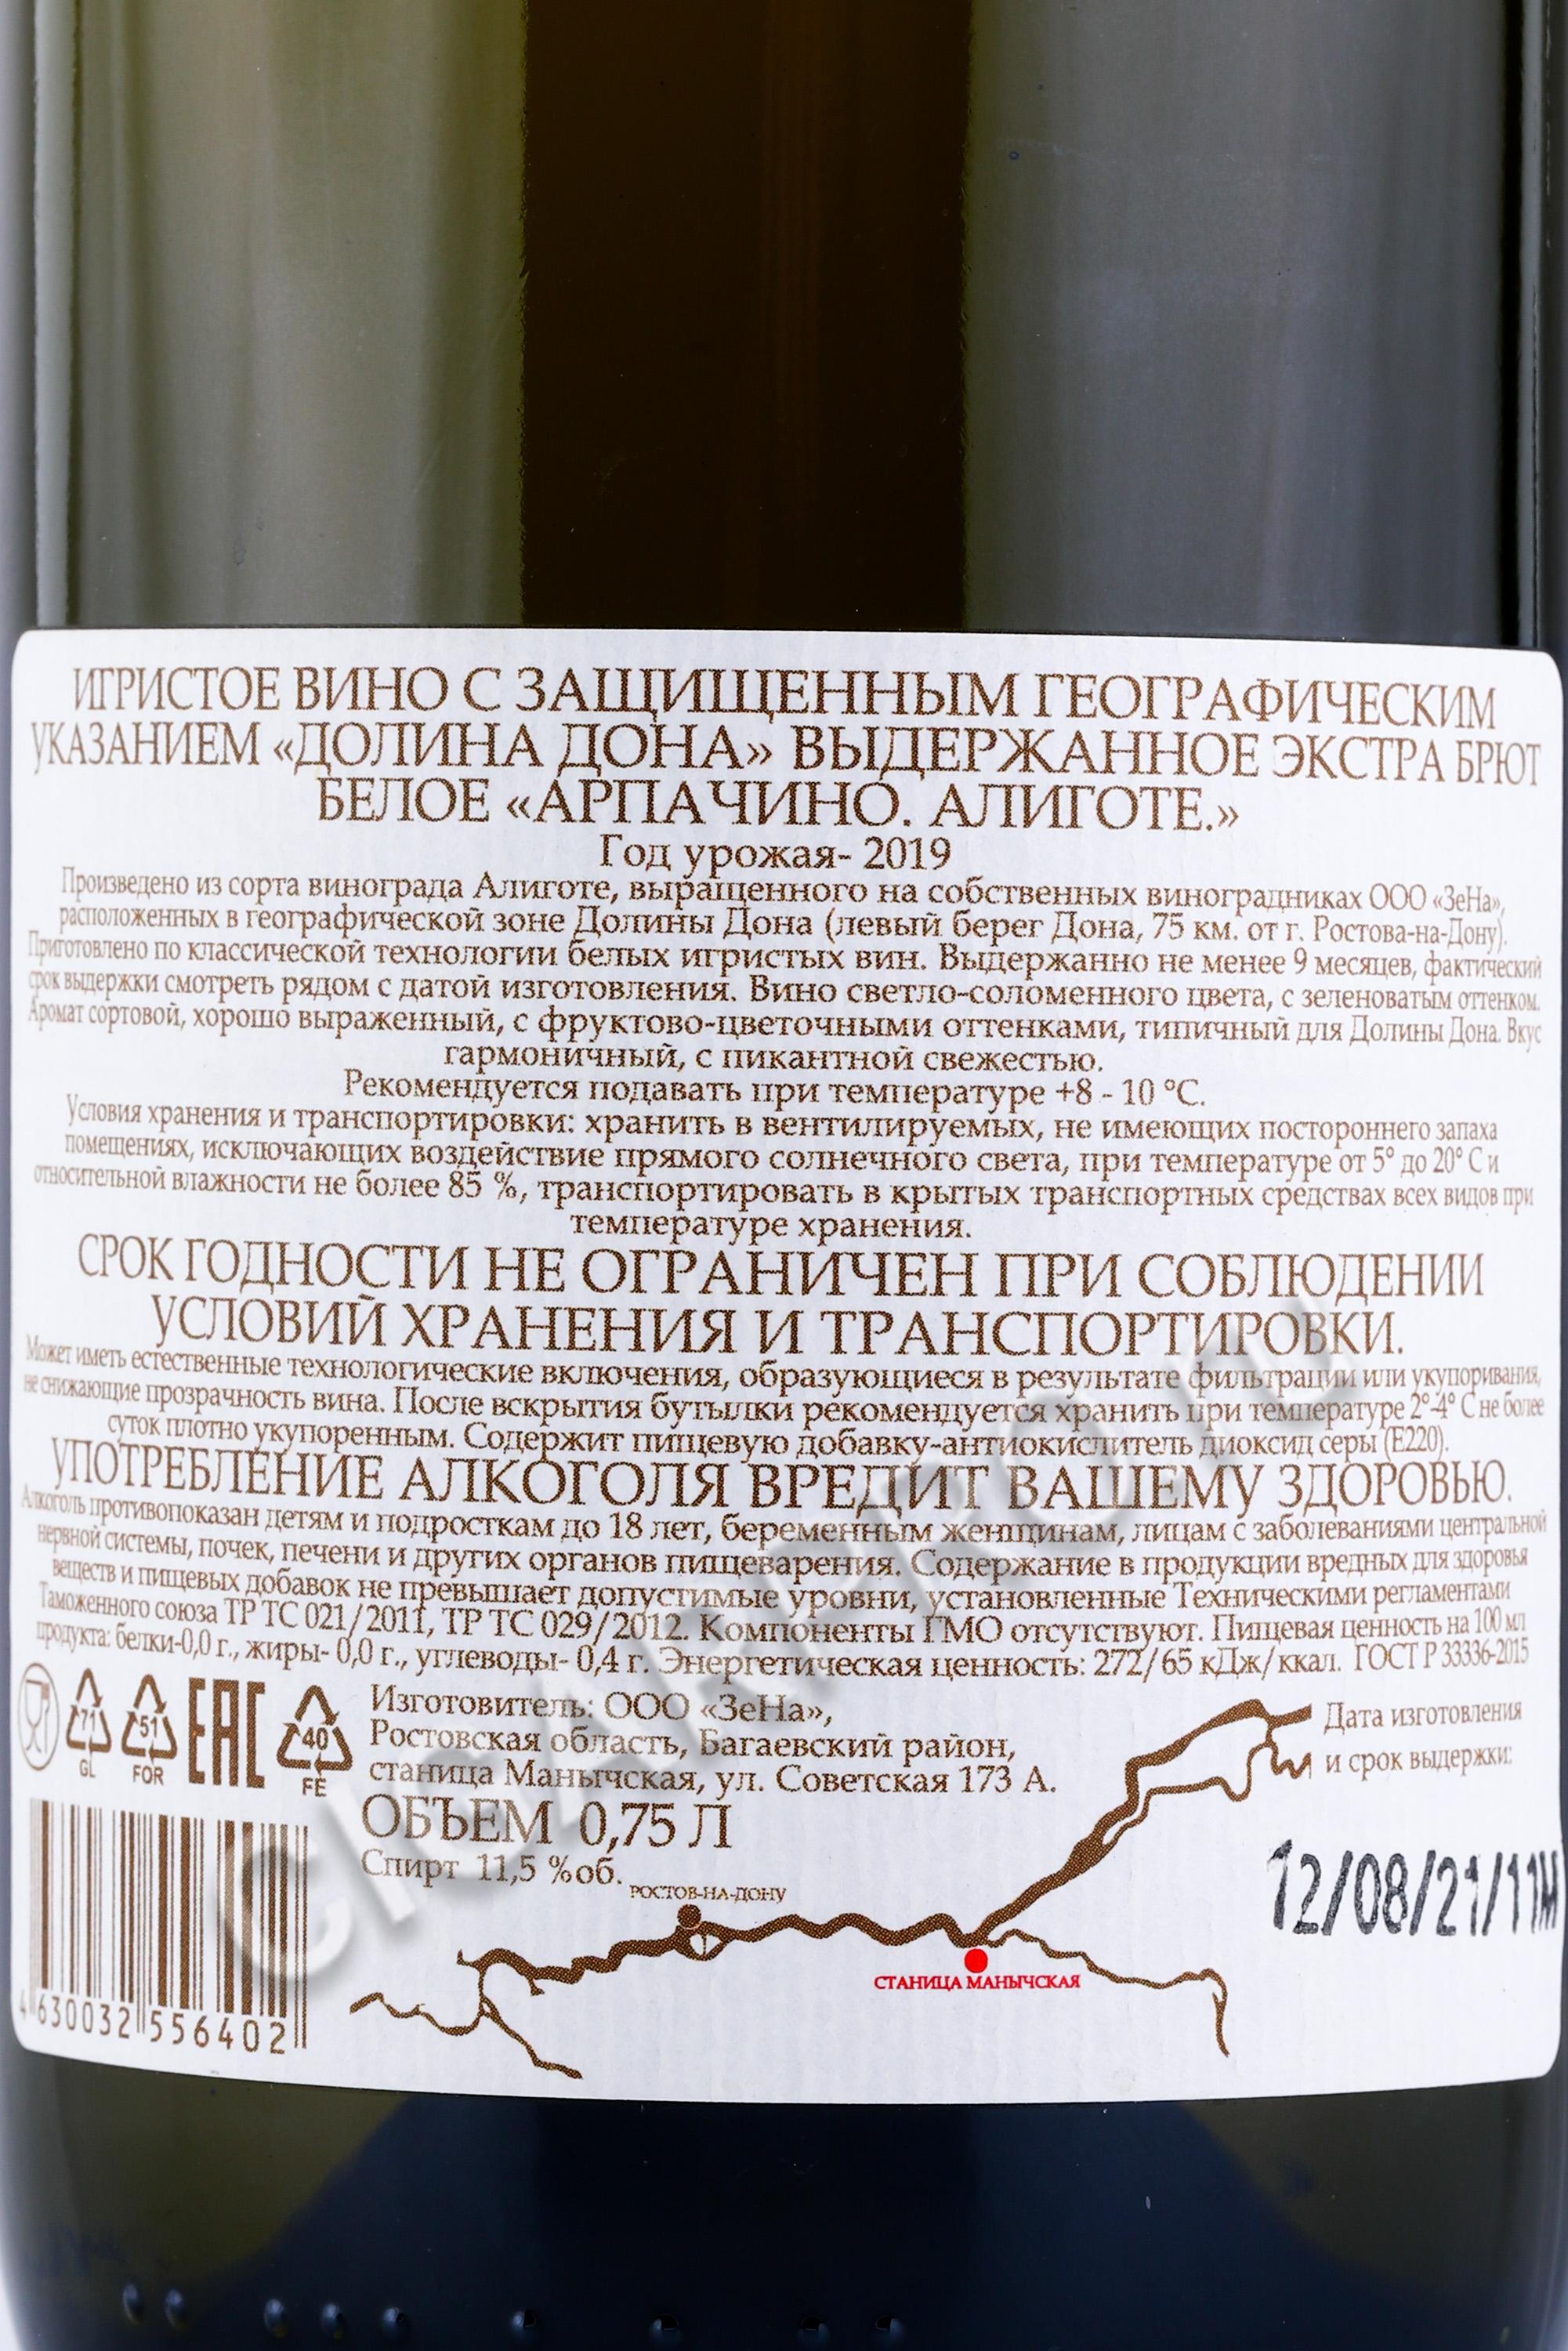 ИГРИСТОЕ ВИНО С ЗАЩИЩЕННЫМ ГЕОГРАФИЧЕСКИМ
УКАЗАНИЕМ «ДОЛИНА ДОНА» ВЫДЕРЖАННОЕ ЭКСТРА БРЮТ
БЕЛОЕ «АРПАЧИНО. АЛИГОТЕ.»
Год урожая- 2019
Произведено из сорта винограда Алиготе, выращенного на собственных виноградниках ООО «ЗеНа»,
расположенных в географической зоне Долины Дона (левый берег Дона, 75 км. от г. Ростова-на-Дону).
Приготовлено по классической технологии белых игристых вин. Выдержанно не менее 9 месяцев, фактический
срок выдержки смотреть рядом с датой изготовления. Вино светло-соломенного цвета, с зеленоватым оттенком.
Аромат сортовой, хорошо выраженный, с фруктово-цветочными оттенками, типичный для Долины Дона. Вкус
гармоничный, с пикантной свежестью.
Рекомендуется подавать при температуре +8 - 10 °C.
Условия хранения и транспортировки: хранить в вентилируемых, не имеющих постороннего запаха
помещениях, исключающих воздействие прямого солнечного света, при температуре от 5° до 20° С и
относительной влажности не более 85 %, транспортировать в крытых транспортных средствах всех видов при
температуре хранения.
СРОК ГОДНОСТИ НЕ ОГРАНИЧЕН ПРИ СОБЛЮДЕНИИ
УСЛОВИЙ ХРАНЕНИЯ И ТРАНСПОРТИРОВКИ.
Может иметь естественные технологические включения, образующиеся в результате фильтрации или укупоривания,
не снижающие прозрачность вина. После вскрытия бутылки рекомендуется хранить при температуре 2°-4° С не более
суток плотно укупоренным. Содержит пищевую добавку-антиокислитель диоксид серы (Е220).
УПОТРЕБЛЕНИЕ АЛКОГОЛЯ ВРЕДИТ ВАШЕМУ ЗДОРОВЬЮ.
Алкоголь противопоказан детям и подросткам до 18 лет, беременным женщинам, лицам с заболеваниями центральной
нервной системы, почек, печени и других органов пищеварения. Содержание в продукции вредных для здоровья
веществ и пищевых добавок не превышает допустимые уровни, установленные Техническими регламентами
Таможенного союза ТР ТС 021/2011, ТР ТС 029/2012. Компоненты ГМО отсутствуют. Пищевая ценность на 100 мл
продукта: белки-0,0 г., жиры- 0,0 г., углеводы- 0,4 г. Энергетическая ценность: 272/65 кДж/ккал. ГОСТ Р 33336-2015
71 GL
51 FOR
EAC
40 FE
Изготовитель: ООО «ЗеНа»,
Ростовская область, Багаевский район,
станица Манычская, ул. Советская 173 А.
ОБЪЕМ 0,75 Л
Спирт 11,5 %об.
Дата изготовления
и срок выдержки:
12/08/21/11М
РОСТОВ-НА-ДОНУ
СТАНИЦА МАНЫЧСКАЯ
4 630032 556402